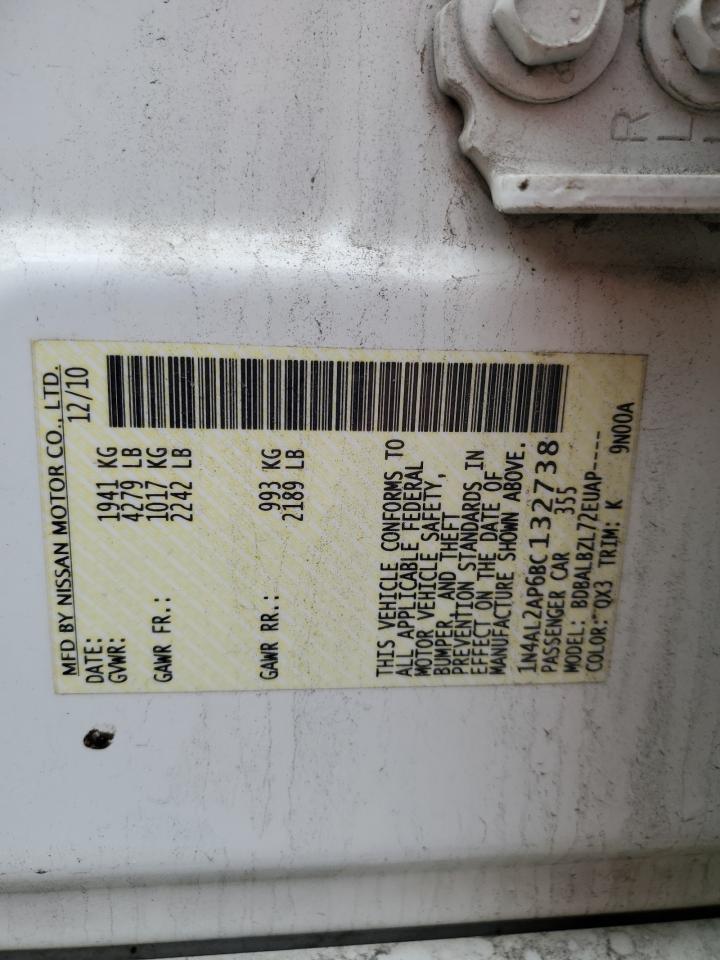 MFD BY NISSAN MOTOR CO., LTD.
DATE: 12/10
GVWR: 1941 KG
4279 LB
GAWR FR.: 1017 KG
2242 LB
GAWR RR.: 993 KG
2189 LB
THIS VEHICLE CONFORMS TO
ALL APPLICABLE FEDERAL
MOTOR VEHICLE SAFETY,
BUMPER, AND THEFT
PREVENTION STANDARDS IN
EFFECT ON THE DATE OF
MANUFACTURE SHOWN ABOVE.
1N4AL2AP6BC132738
PASSENGER CAR 355
MODEL: BDBALBZL72EUAP----
COLOR: QX3 TRIM: K 9N00A
R
L